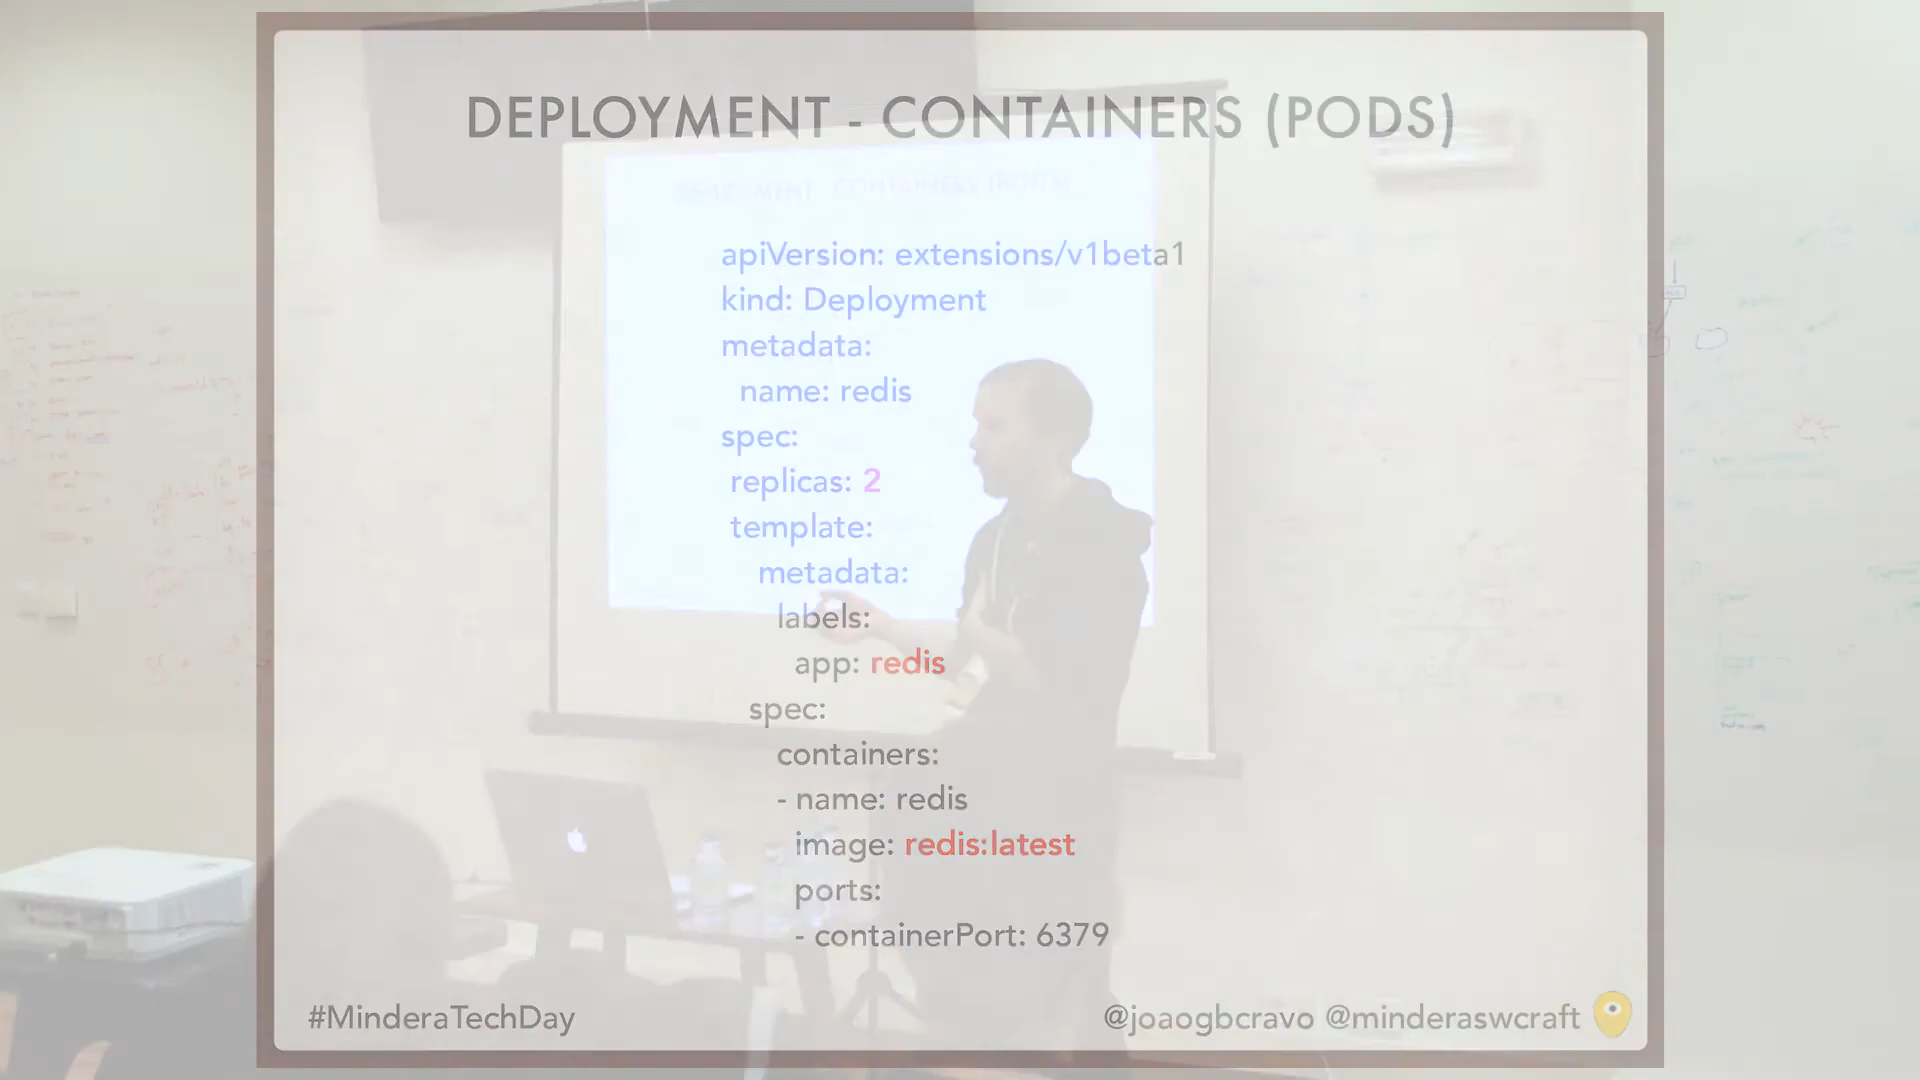 DEPLOYMENT - CONTAINERS (PODS)
apiVersion: extensions/v1beta1
kind: Deployment
metadata:
name: redis
spec:
replicas: 2
template:
metadata:
labels:
app: redis
spec:
containers:
- name: redis
image: redis:latest
ports:
- containerPort: 6379
#MinderaTechDay
@joaogbcravo @minderaswcraft